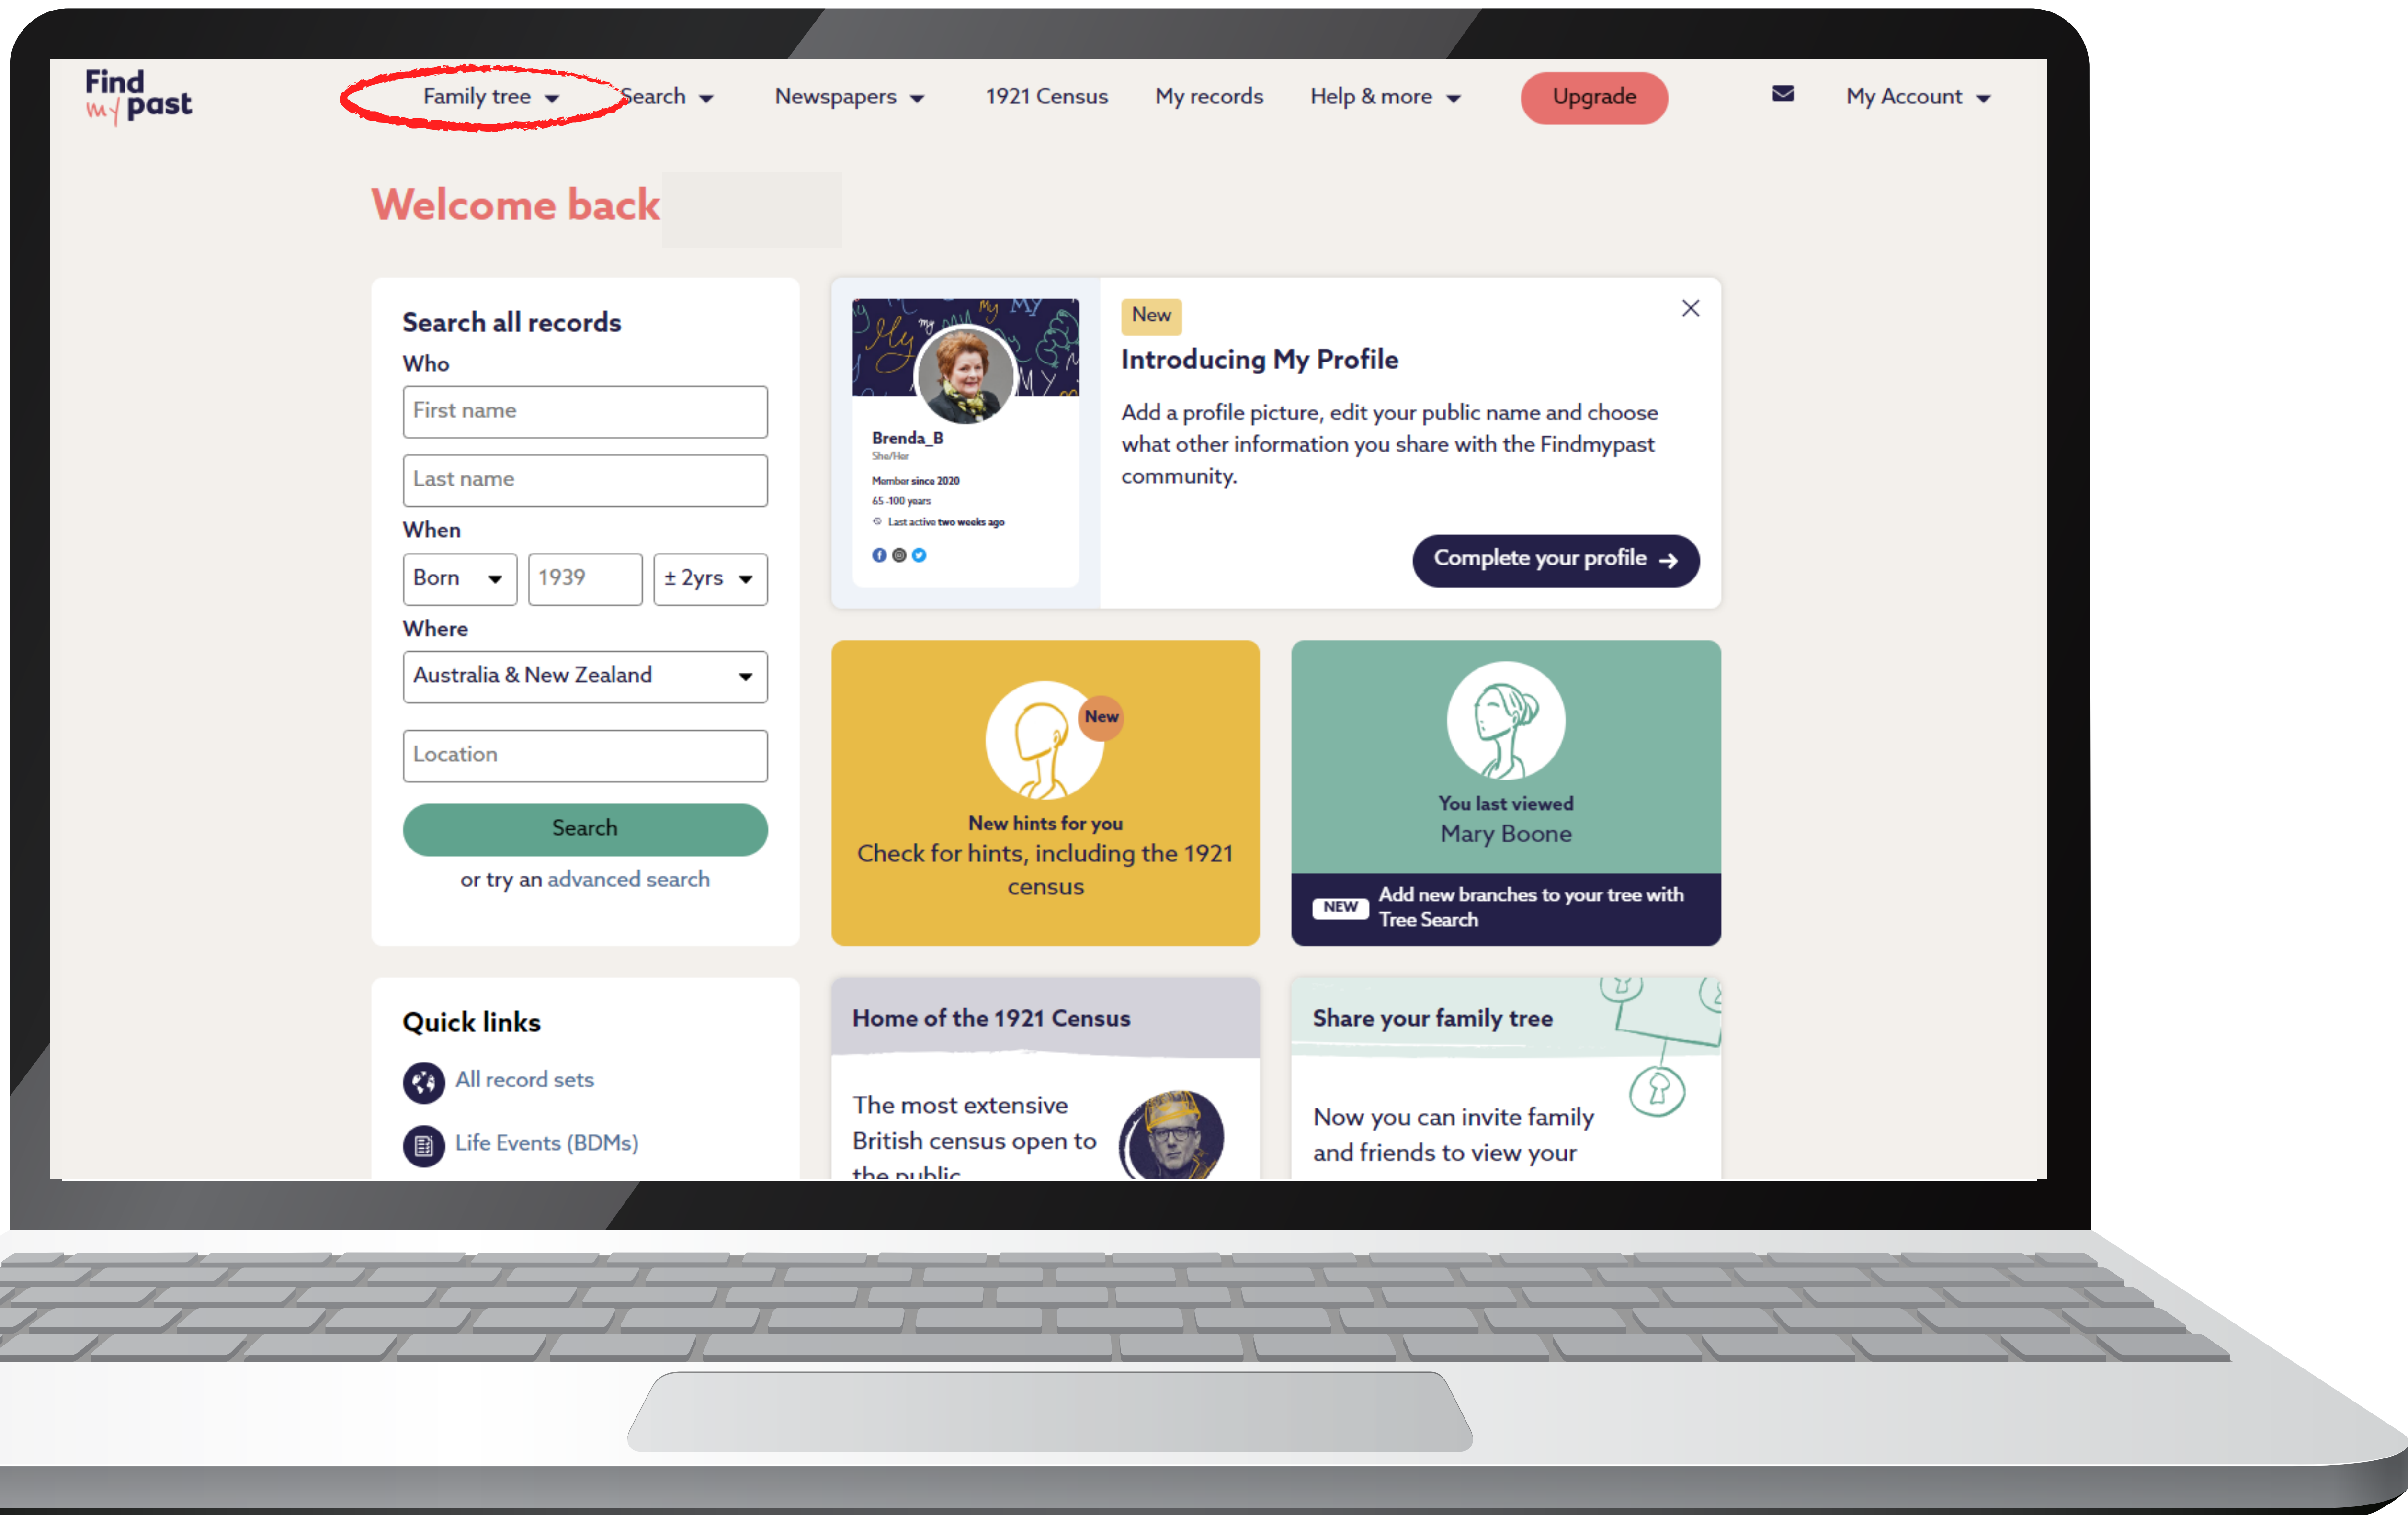 Find
my past
Family tree
Search
Newspapers
1921 Census
My records
Help & more
Upgrade
My Account
Welcome back
Search all records
Who
First name
Last name
When
Born
1939
± 2yrs
Where
Australia & New Zealand
Location
Search
or try an advanced search
My
my
My
MY
Brenda_B
She/Her
Member since 2020
65 -100 years
Last active two weeks ago
New
Introducing My Profile
Add a profile picture, edit your public name and choose
what other information you share with the Findmypast
community.
Complete your profile
New
New hints for you
Check for hints, including the 1921
census
You last viewed
Mary Boone
NEW
Add new branches to your tree with
Tree Search
Quick links
All record sets
Life Events (BDMs)
Home of the 1921 Census
The most extensive
British census open to
the public
Share your family tree
Now you can invite family
and friends to view your